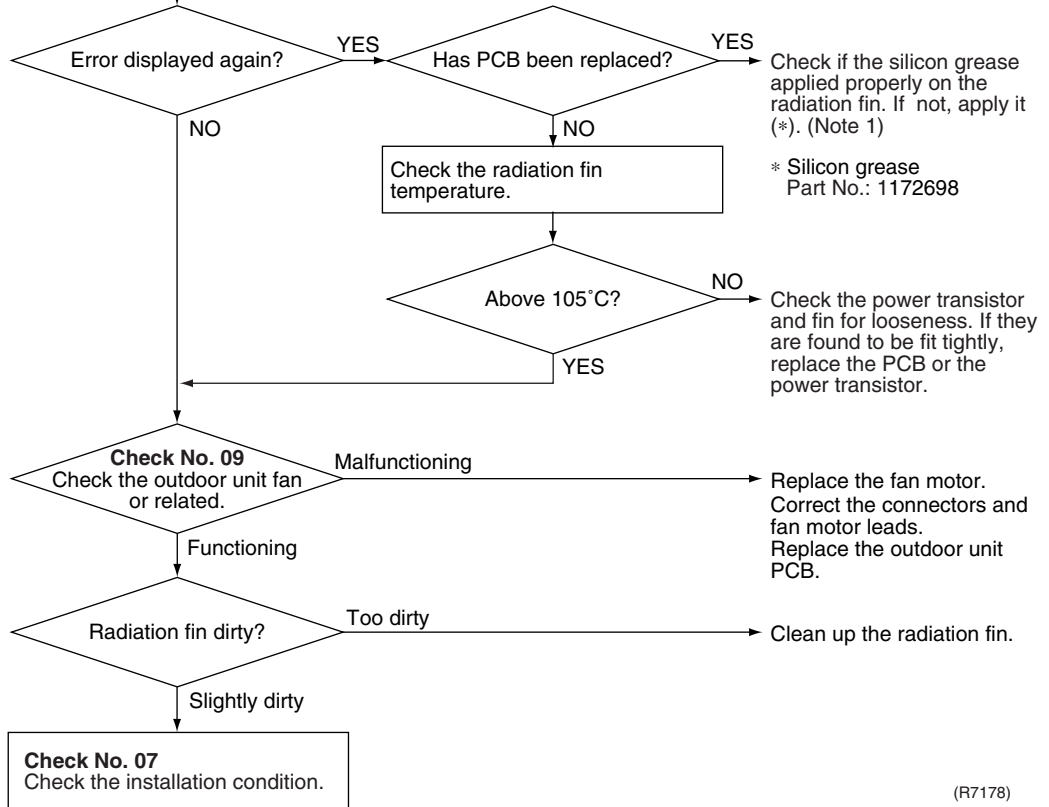 Error displayed again?
YES
Has PCB been replaced?
YES
Check if the silicon grease
applied properly on the
radiation fin. If  not, apply it
(*). (Note 1)
* Silicon grease
Part No.: 1172698
NO
NO
Check the radiation fin
temperature.
Above 105˚C?
NO
Check the power transistor
and fin for looseness. If they
are found to be fit tightly,
replace the PCB or the
power transistor.
YES
Check No. 09
Check the outdoor unit fan
or related.
Malfunctioning
Replace the fan motor.
Correct the connectors and
fan motor leads.
Replace the outdoor unit
PCB.
Functioning
Radiation fin dirty?
Too dirty
Clean up the radiation fin.
Slightly dirty
Check No. 07
Check the installation condition.
(R7178)